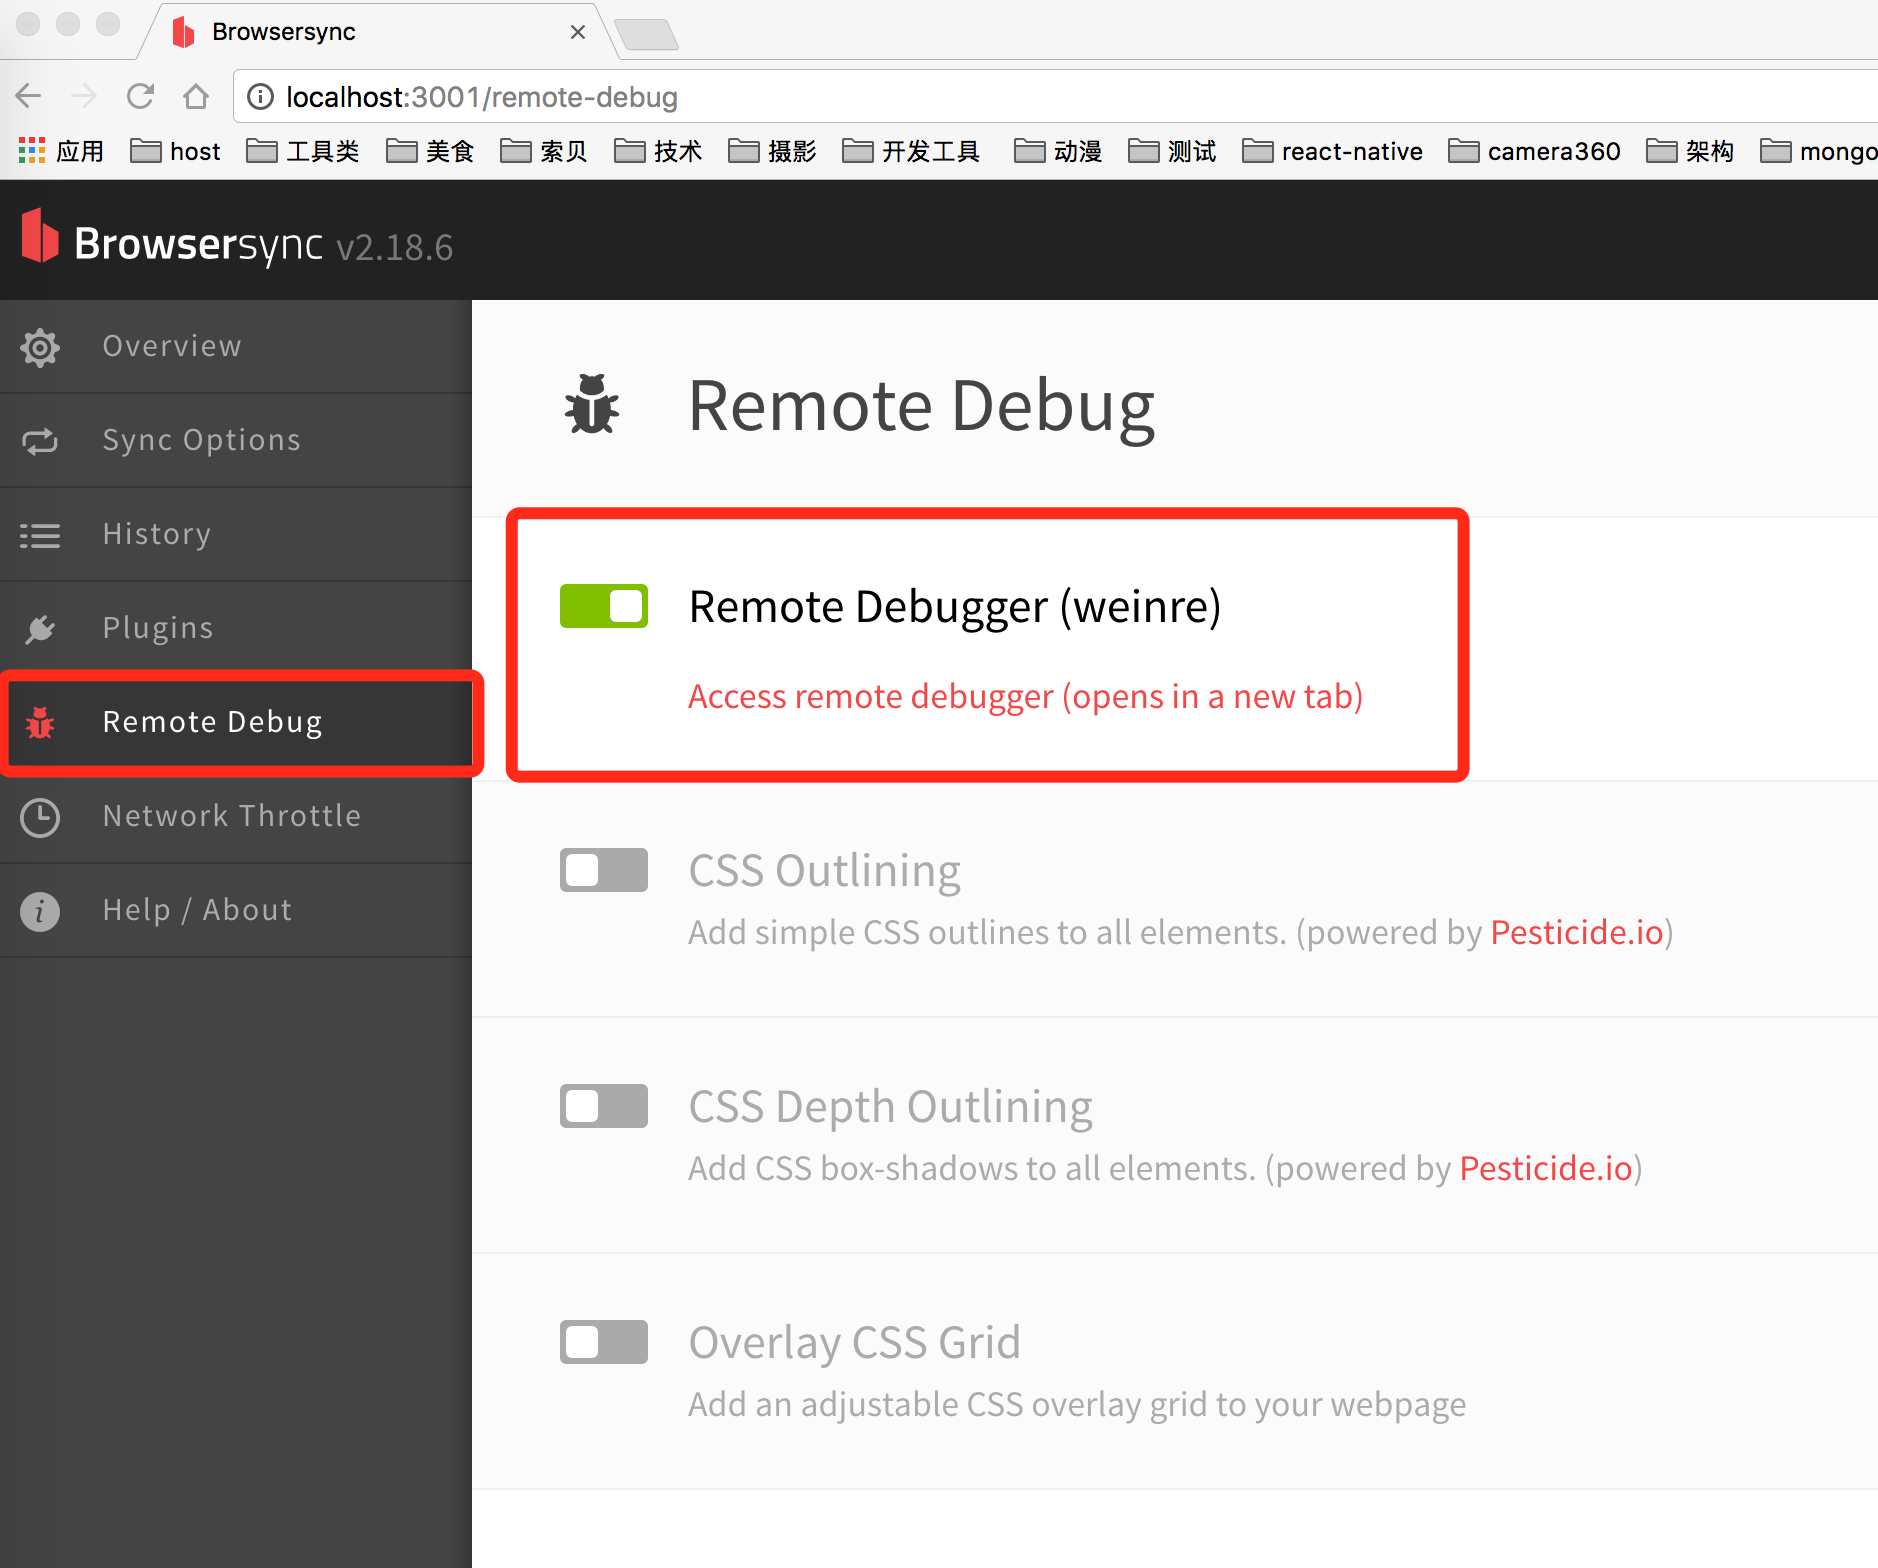 Browsersync
localhost:3001/remote-debug
应用 host 工具类 美食 索贝 技术 摄影 开发工具 动漫 测试 react-native camera360 架构 mongo
Browsersync v2.18.6
Overview
Sync Options
History
Plugins
Remote Debug
Network Throttle
Help / About
Remote Debug
Remote Debugger (weinre)
Access remote debugger (opens in a new tab)
CSS Outlining
Add simple CSS outlines to all elements. (powered by Pesticide.io)
CSS Depth Outlining
Add CSS box-shadows to all elements. (powered by Pesticide.io)
Overlay CSS Grid
Add an adjustable CSS overlay grid to your webpage